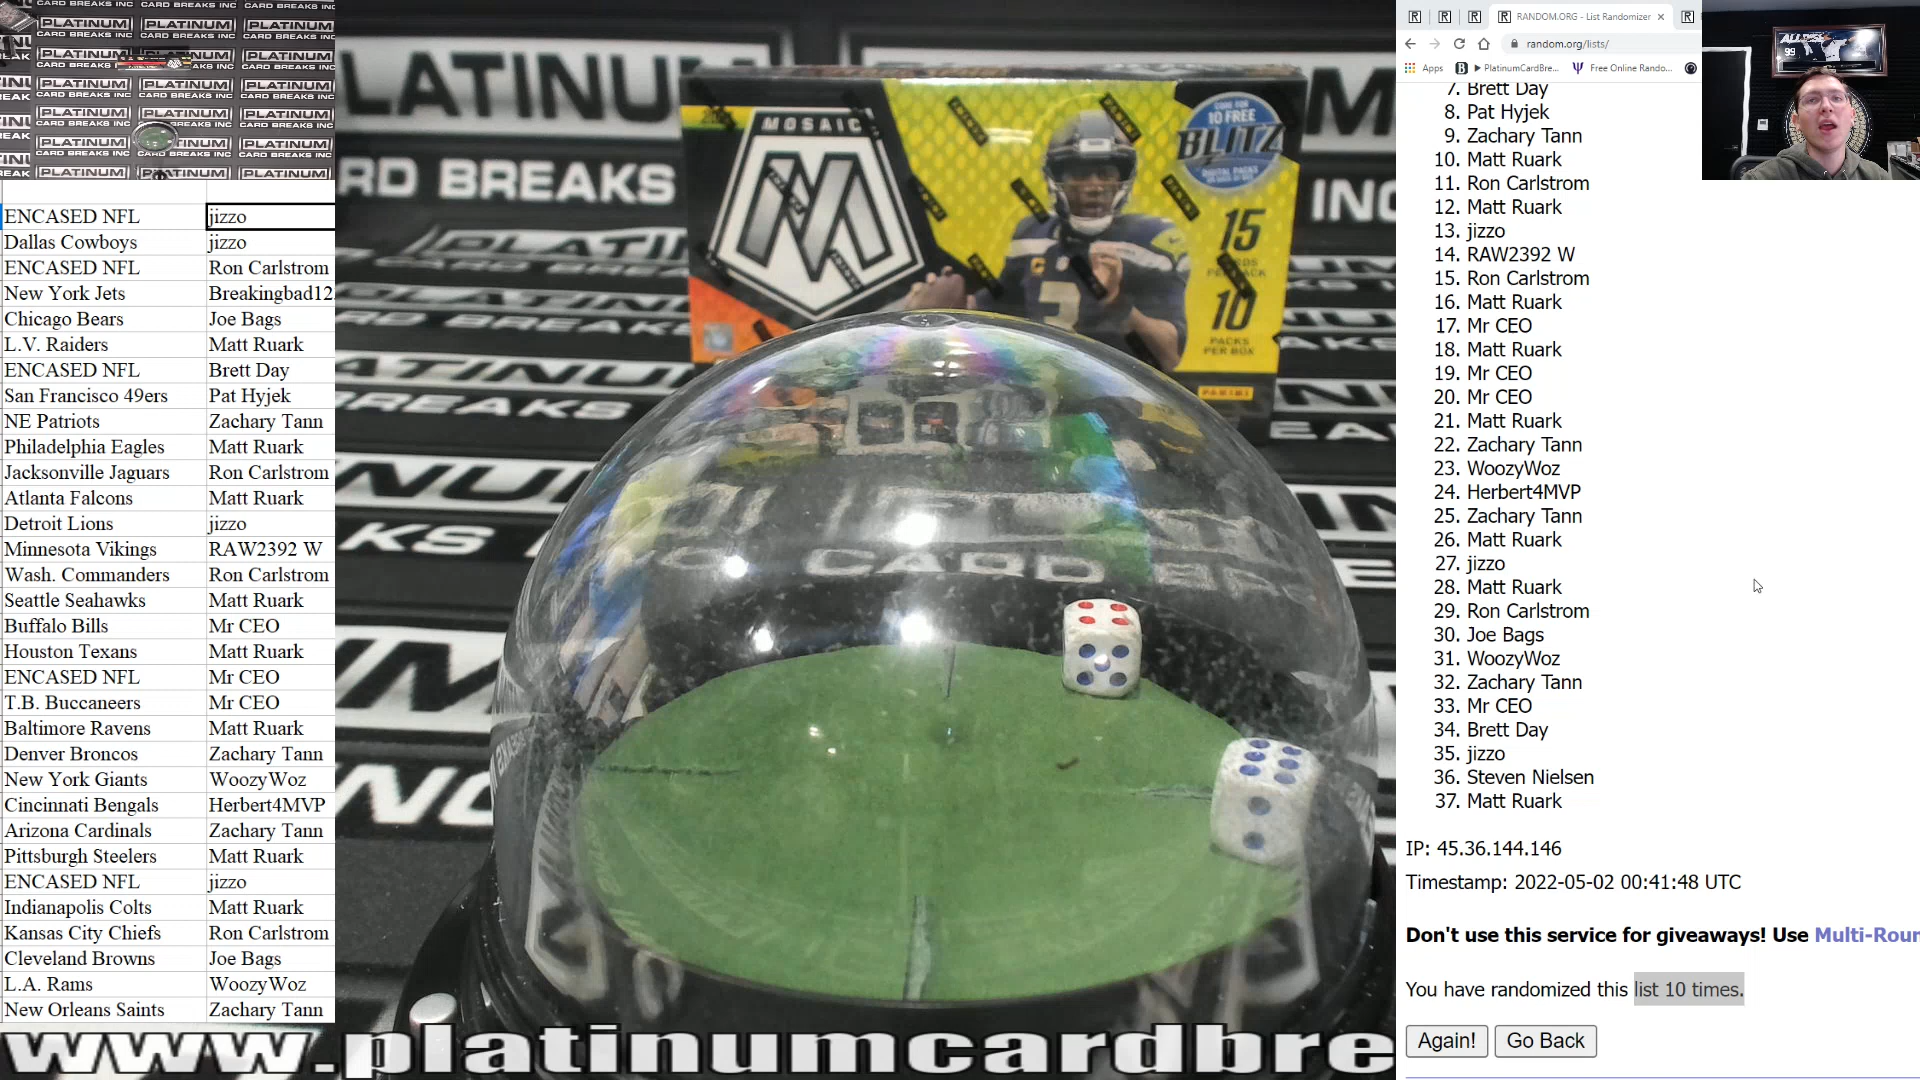 ENCASED NFL jizzo
Dallas Cowboys jizzo
ENCASED NFL Ron Carlstrom
New York Jets Breakingbad12
Chicago Bears Joe Bags
L.V. Raiders Matt Ruark
ENCASED NFL Brett Day
San Francisco 49ers Pat Hyjek
NE Patriots Zachary Tann
Philadelphia Eagles Matt Ruark
Jacksonville Jaguars Ron Carlstrom
Atlanta Falcons Matt Ruark
Detroit Lions jizzo
Minnesota Vikings RAW2392 W
Wash. Commanders Ron Carlstrom
Seattle Seahawks Matt Ruark
Buffalo Bills Mr CEO
Houston Texans Matt Ruark
ENCASED NFL Mr CEO
T.B. Buccaneers Mr CEO
Baltimore Ravens Matt Ruark
Denver Broncos Zachary Tann
New York Giants WoozyWoz
Cincinnati Bengals Herbert4MVP
Arizona Cardinals Zachary Tann
Pittsburgh Steelers Matt Ruark
ENCASED NFL jizzo
Indianapolis Colts Matt Ruark
Kansas City Chiefs Ron Carlstrom
Cleveland Browns Joe Bags
L.A. Rams WoozyWoz
New Orleans Saints Zachary Tann
www.platinumcardbre
PLATINUM
CARD BREAKS INC
MOSAIC
10 FREE
BLITZ
15
10
PACKS
PER BOX
PANINI
RANDOM.ORG - List Randomizer
random.org/lists/
Apps
PlatinumCardBre...
Free Online Rando...
7. Brett Day
8. Pat Hyjek
9. Zachary Tann
10. Matt Ruark
11. Ron Carlstrom
12. Matt Ruark
13. jizzo
14. RAW2392 W
15. Ron Carlstrom
16. Matt Ruark
17. Mr CEO
18. Matt Ruark
19. Mr CEO
20. Mr CEO
21. Matt Ruark
22. Zachary Tann
23. WoozyWoz
24. Herbert4MVP
25. Zachary Tann
26. Matt Ruark
27. jizzo
28. Matt Ruark
29. Ron Carlstrom
30. Joe Bags
31. WoozyWoz
32. Zachary Tann
33. Mr CEO
34. Brett Day
35. jizzo
36. Steven Nielsen
37. Matt Ruark
IP: 45.36.144.146
Timestamp: 2022-05-02 00:41:48 UTC
Don't use this service for giveaways! Use Multi-Roun
You have randomized this list 10 times.
Again! Go Back